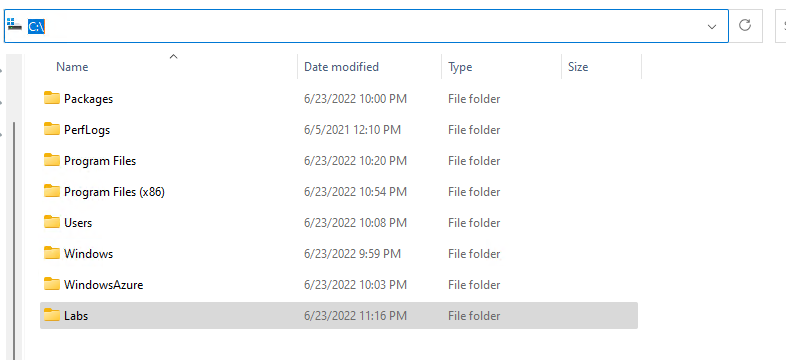 C:\
Name Date modified Type Size
Packages 6/23/2022 10:00 PM File folder
PerfLogs 6/5/2021 12:10 PM File folder
Program Files 6/23/2022 10:20 PM File folder
Program Files (x86) 6/23/2022 10:54 PM File folder
Users 6/23/2022 10:08 PM File folder
Windows 6/23/2022 9:59 PM File folder
WindowsAzure 6/23/2022 10:03 PM File folder
Labs 6/23/2022 11:16 PM File folder